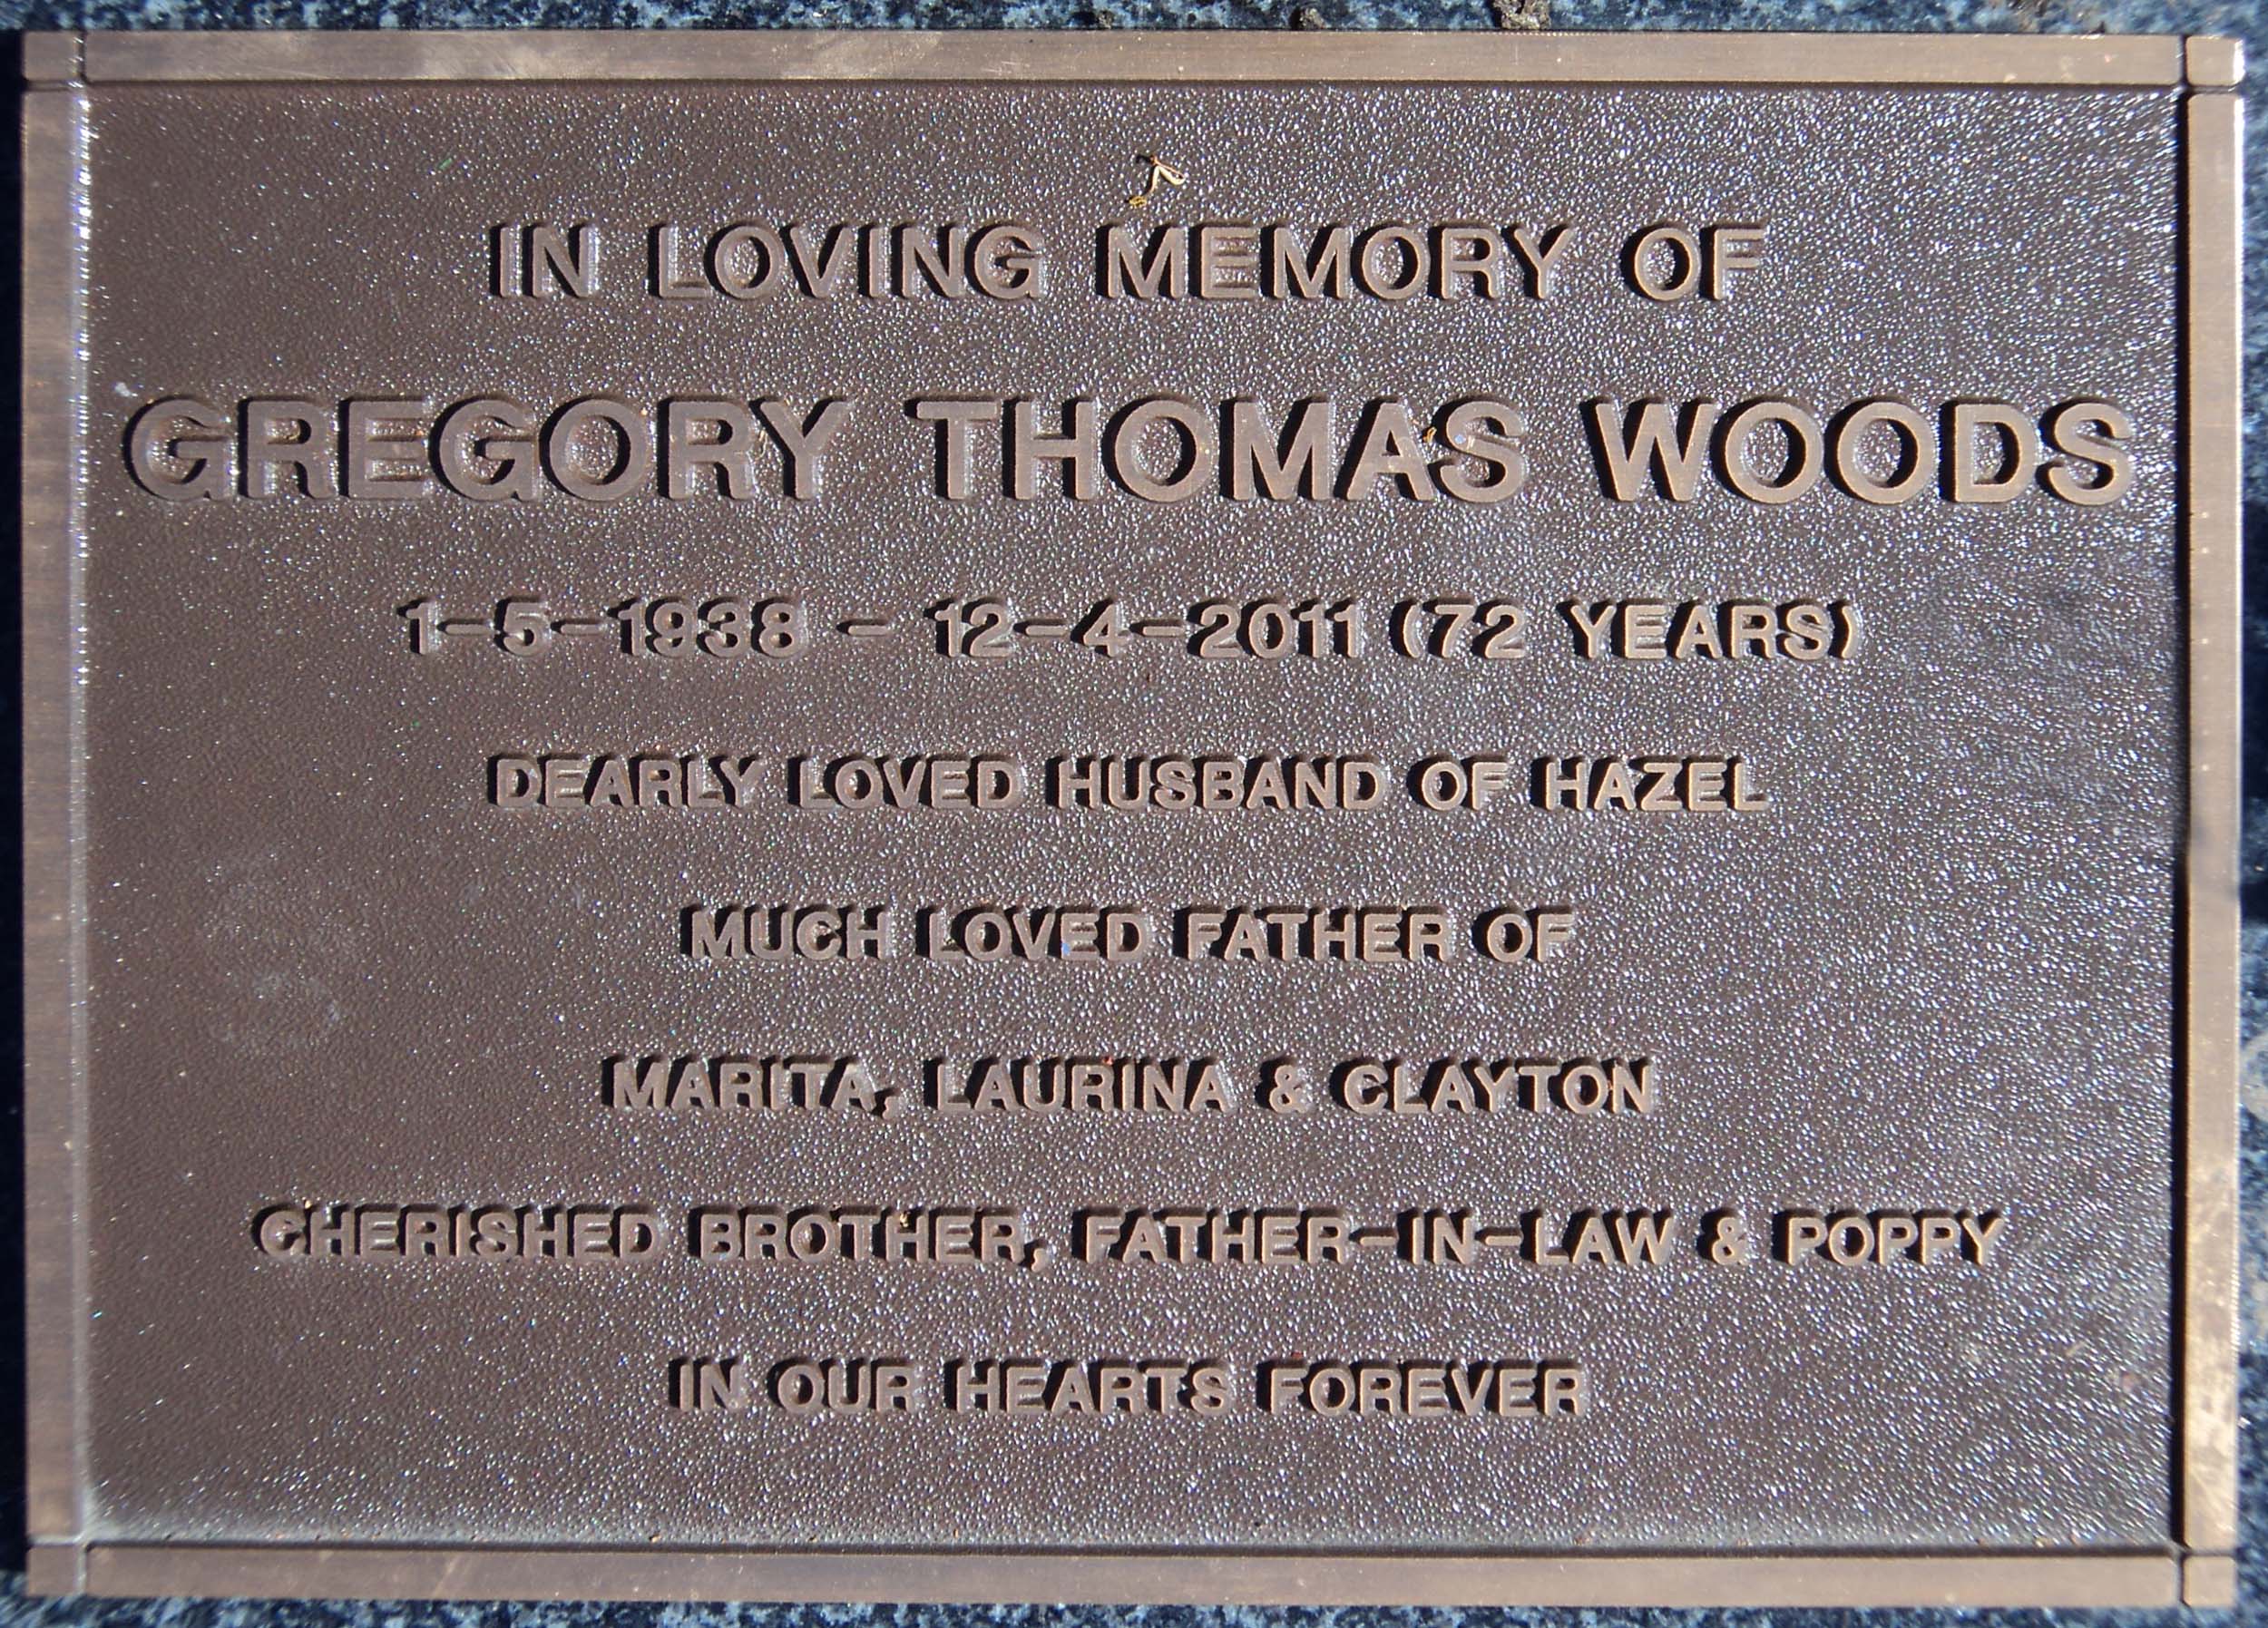 IN LOVING MEMORY OF
GREGORY THOMAS WOODS
1-5-1938 - 12-4-2011 (72 YEARS)
DEARLY LOVED HUSBAND OF HAZEL
MUCH LOVED FATHER OF
MARITA, LAURINA & CLAYTON
CHERISHED BROTHER, FATHER-IN-LAW & POPPY
IN OUR HEARTS FOREVER